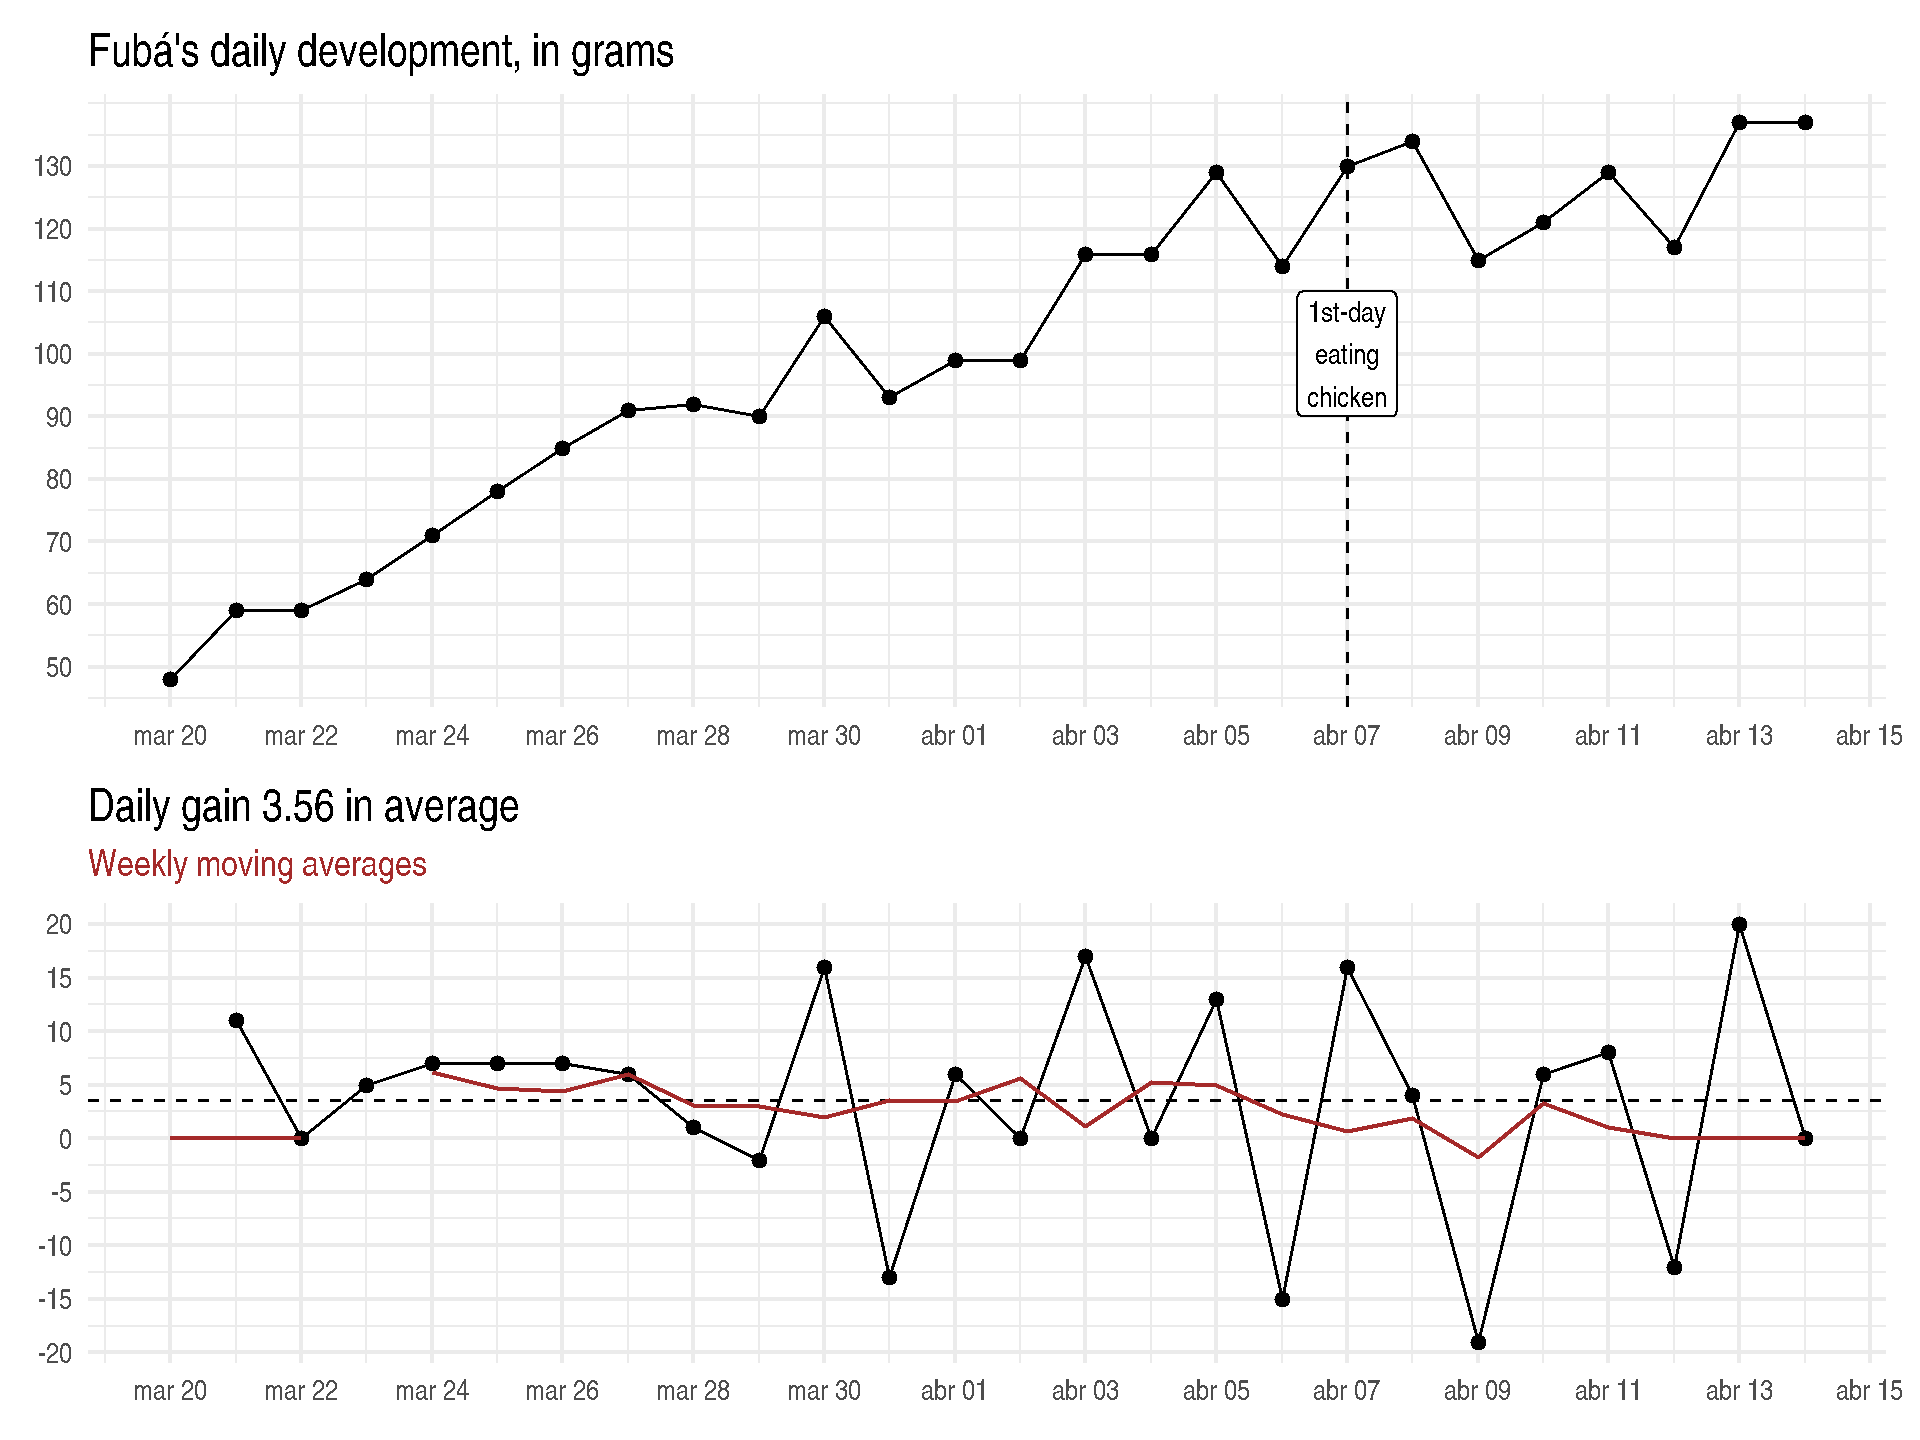 Fubá's daily development, in grams
130
120
110
100
90
80
70
60
50
1st-day
eating
chicken
mar 20 mar 22 mar 24 mar 26 mar 28 mar 30 abr 01 abr 03 abr 05 abr 07 abr 09 abr 11 abr 13 abr 15
Daily gain 3.56 in average
Weekly moving averages
20
15
10
5
0
-5
-10
-15
-20
mar 20 mar 22 mar 24 mar 26 mar 28 mar 30 abr 01 abr 03 abr 05 abr 07 abr 09 abr 11 abr 13 abr 15